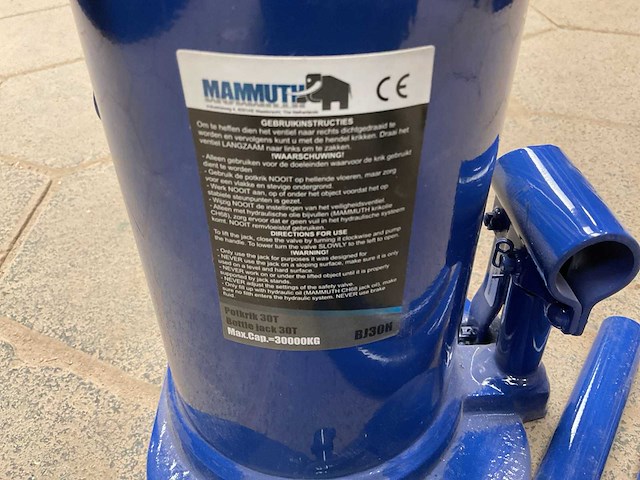 MAMMUTH CE
GEBRUIKINSTRUCTIES
Om te heffen dien het ventiel naar rechts dichtgedraaid te
worden en vervolgens kunt u met de hendel krikken. Draai het
ventiel LANGZAAM naar links om te zakken.
!WAARSCHUWING!
- Alleen gebruiken voor de doeleinden waarvoor de krik gebruikt
dient te worden
- Gebruik de potkrik NOOIT op hellende vloeren, maar zorg
voor een vlakke en stevige ondergrond.
- Werk NOOIT aan, op of onder het object voordat het op
stabiele steunpunten is gezet.
- Wijzig NOOIT de instellingen van het veiligheidsventiel.
- Alleen met hydraulische olie bijvullen (MAMMUTH krikolie
CH68), zorg ervoor dat er geen vuil in het hydraulische systeem
komt. NOOIT remvloeistof gebruiken.
DIRECTIONS FOR USE
To lift the jack, close the valve by turning it clockwise and pump
the handle. To lower turn the valve SLOWLY to the left to open.
!WARNING!
- Only use the jack for purposes it was designed for
- NEVER use the jack on a sloping surface, make sure it is only
used on a level and hard surface.
- NEVER work on or under the lifted object until it is properly
supported by jack stands.
- NEVER adjust the settings of the safety valve.
- Only fill up with hydraulic oil (MAMMUTH CH68 jack oil), make
sure no filth enters the hydraulic system. NEVER use brake
fluid.
Potkrik 30T
Bottle jack 30T
Max.Cap.=30000KG